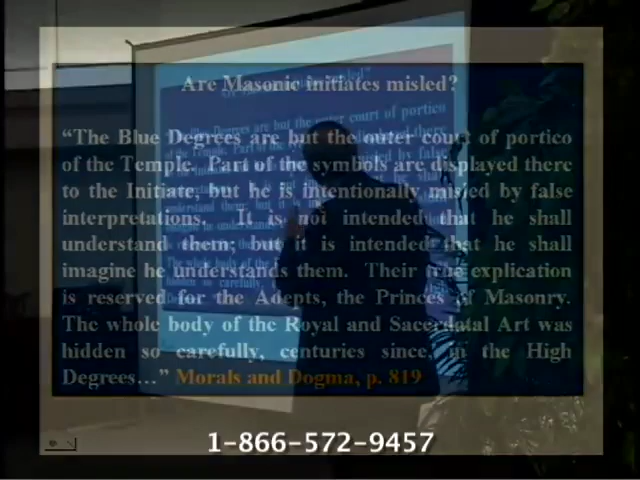 Are Masonic initiates misled?
“The Blue Degrees are but the outer court of portico
of the Temple. Part of the symbols are displayed there
to the Initiate, but he is intentionally misled by false
interpretations. It is not intended that he shall
understand them; but it is intended that he shall
imagine he understands them. Their true explication
is reserved for the Adepts, the Princes of Masonry.
The whole body of the Royal and Sacerdatal Art was
hidden so carefully, centuries since, in the High
Degrees…” Morals and Dogma, p. 819
1-866-572-9457